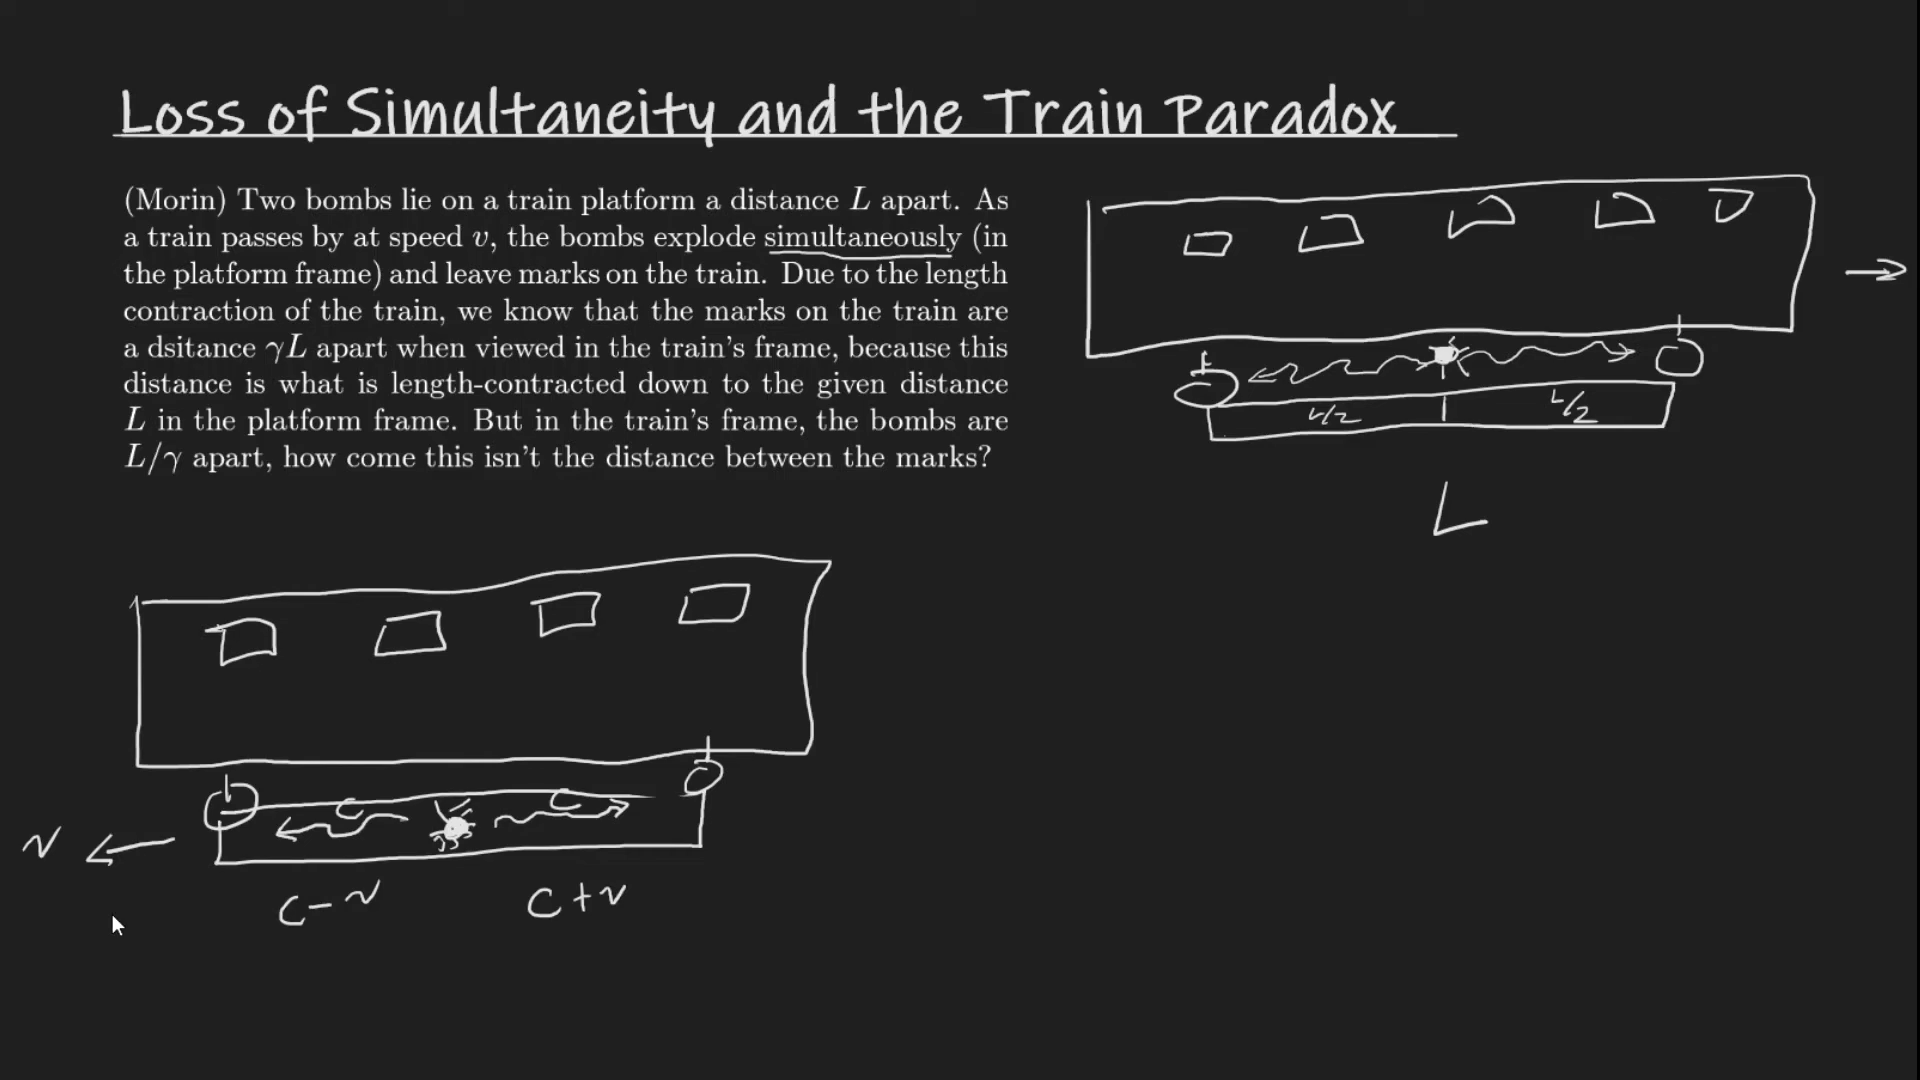 Loss of Simultaneity and the Train Paradox
(Morin) Two bombs lie on a train platform a distance L apart. As
a train passes by at speed v, the bombs explode simultaneously (in
the platform frame) and leave marks on the train. Due to the length
contraction of the train, we know that the marks on the train are
a dsitance γL apart when viewed in the train's frame, because this
distance is what is length-contracted down to the given distance
L in the platform frame. But in the train's frame, the bombs are
L/γ apart, how come this isn't the distance between the marks?
L/2 L/2
L
c c
v
c-v c+v